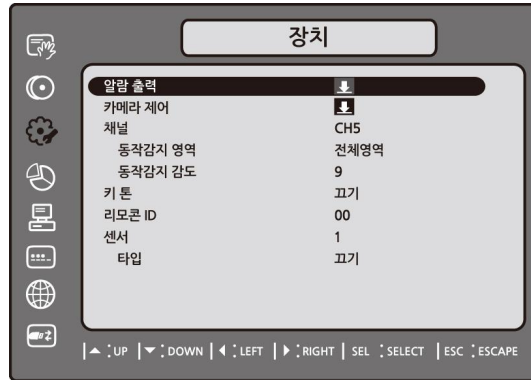 장치
알람 출력
카메라 제어
채널 CH5
동작감지 영역 전체영역
동작감지 감도 9
키 톤 끄기
리모콘 ID 00
센서 1
타입 끄기
▲ : UP | ▼ : DOWN | ◀ : LEFT | ▶ : RIGHT | SEL : SELECT | ESC : ESCAPE